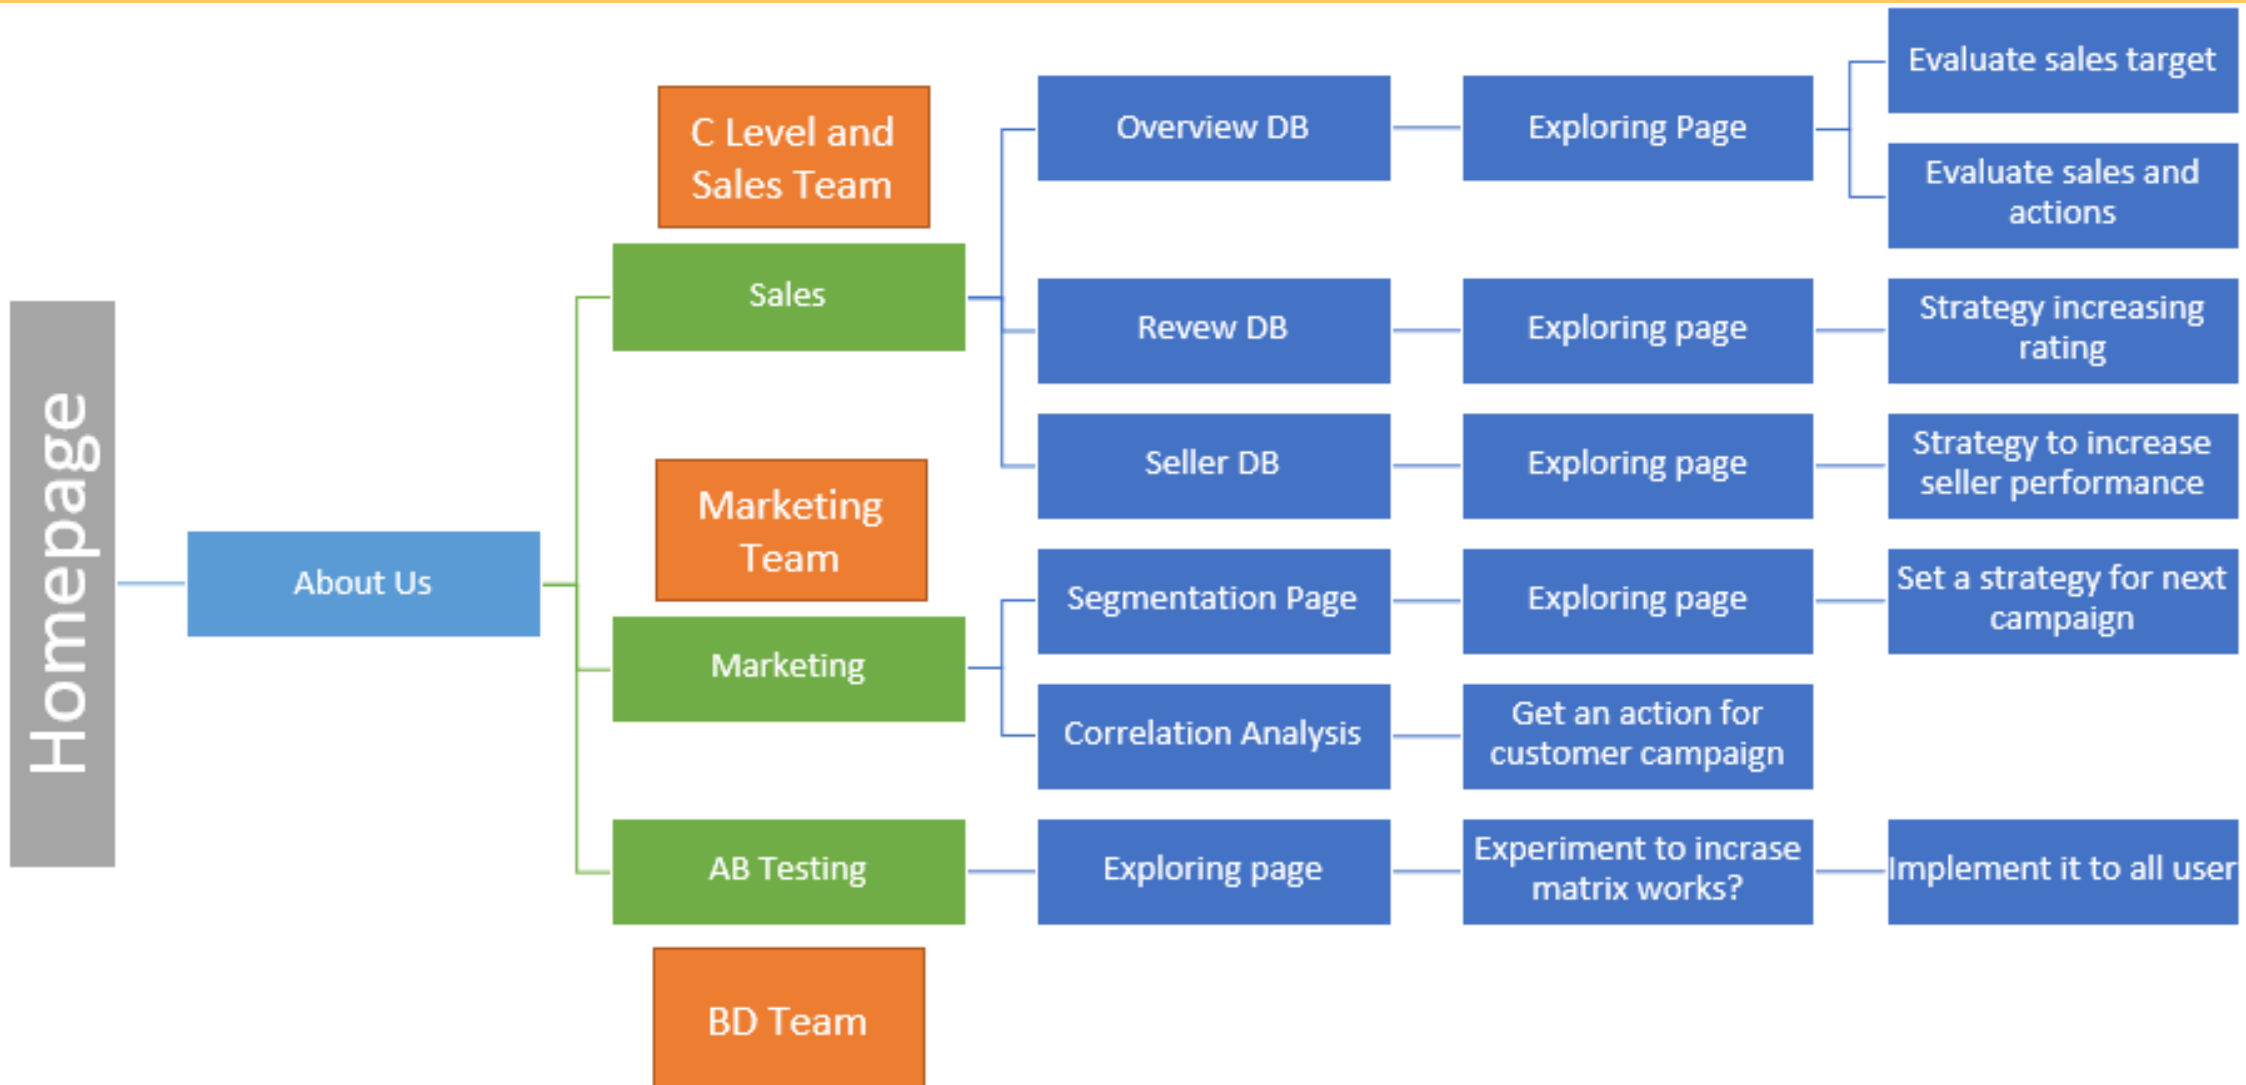 Homepage
About Us
C Level and
Sales Team
Sales
Marketing
Team
Marketing
AB Testing
BD Team
Overview DB
Exploring Page
Evaluate sales target
Evaluate sales and
actions
Revew DB
Exploring page
Strategy increasing
rating
Seller DB
Exploring page
Strategy to increase
seller performance
Segmentation Page
Exploring page
Set a strategy for next
campaign
Correlation Analysis
Get an action for
customer campaign
Exploring page
Experiment to incrase
matrix works?
Implement it to all user